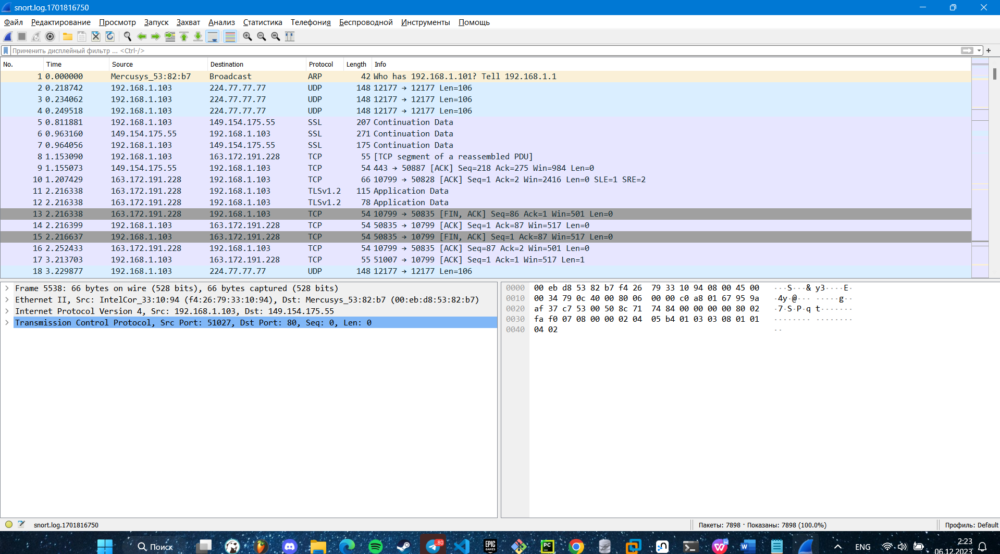 snort.log.1701816750
Файл Редактирование Просмотр Запуск Захват Анализ Статистика Телефония Беспроводной Инструменты Помощь
Применить дисплейный фильтр ... <Ctrl-/>
No. Time Source Destination Protocol Length Info
1 0.000000 Mercusys_53:82:b7 Broadcast ARP 42 Who has 192.168.1.101? Tell 192.168.1.1
2 0.218742 192.168.1.103 224.77.77.77 UDP 148 12177 → 12177 Len=106
3 0.234062 192.168.1.103 224.77.77.77 UDP 148 12177 → 12177 Len=106
4 0.249518 192.168.1.103 224.77.77.77 UDP 148 12177 → 12177 Len=106
5 0.811881 192.168.1.103 149.154.175.55 SSL 207 Continuation Data
6 0.963160 149.154.175.55 192.168.1.103 SSL 271 Continuation Data
7 0.964056 192.168.1.103 149.154.175.55 SSL 175 Continuation Data
8 1.153090 192.168.1.103 163.172.191.228 TCP 55 [TCP segment of a reassembled PDU]
9 1.155073 149.154.175.55 192.168.1.103 TCP 54 443 → 50887 [ACK] Seq=218 Ack=275 Win=984 Len=0
10 1.207429 163.172.191.228 192.168.1.103 TCP 66 10799 → 50828 [ACK] Seq=1 Ack=2 Win=2416 Len=0 SLE=1 SRE=2
11 2.216338 163.172.191.228 192.168.1.103 TLSv1.2 115 Application Data
12 2.216338 163.172.191.228 192.168.1.103 TLSv1.2 78 Application Data
13 2.216338 163.172.191.228 192.168.1.103 TCP 54 10799 → 50835 [FIN, ACK] Seq=86 Ack=1 Win=501 Len=0
14 2.216399 192.168.1.103 163.172.191.228 TCP 54 50835 → 10799 [ACK] Seq=1 Ack=87 Win=517 Len=0
15 2.216637 192.168.1.103 163.172.191.228 TCP 54 50835 → 10799 [FIN, ACK] Seq=1 Ack=87 Win=517 Len=0
16 2.252433 163.172.191.228 192.168.1.103 TCP 54 10799 → 50835 [ACK] Seq=87 Ack=2 Win=501 Len=0
17 3.213703 192.168.1.103 163.172.191.228 TCP 55 51007 → 10799 [ACK] Seq=1 Ack=1 Win=517 Len=1
18 3.229877 192.168.1.103 224.77.77.77 UDP 148 12177 → 12177 Len=106
Frame 5538: 66 bytes on wire (528 bits), 66 bytes captured (528 bits)
Ethernet II, Src: IntelCor_33:10:94 (f4:26:79:33:10:94), Dst: Mercusys_53:82:b7 (00:eb:d8:53:82:b7)
Internet Protocol Version 4, Src: 192.168.1.103, Dst: 149.154.175.55
Transmission Control Protocol, Src Port: 51027, Dst Port: 80, Seq: 0, Len: 0
0000 00 eb d8 53 82 b7 f4 26 79 33 10 94 08 00 45 00 ···S···& y3····E·
0010 00 34 79 0c 40 00 80 06 00 00 c0 a8 01 67 95 9a ·4y·@··· ·····g··
0020 af 37 c7 53 00 50 8c 71 74 84 00 00 00 00 80 02 ·7·S·P·q t·······
0030 fa f0 07 08 00 00 02 04 05 b4 01 03 03 08 01 01 ········ ········
0040 04 02 ··
snort.log.1701816750 Пакеты: 7898 · Показаны: 7898 (100.0%) Профиль: Default
Поиск 80 EPIC GAMES PC W ENG 2:23
06.12.2023